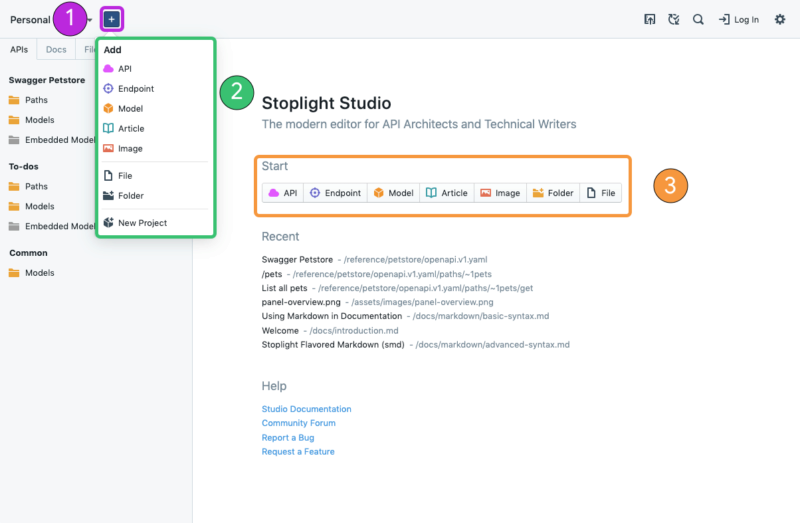 Personal
1
+
Log In
APIs
Docs
Add
API
Endpoint
Model
Article
Image
File
Folder
New Project
2
Swagger Petstore
Paths
Models
Embedded Model
To-dos
Paths
Models
Embedded Model
Common
Models
Stoplight Studio
The modern editor for API Architects and Technical Writers
Start
API Endpoint Model Article Image Folder File
3
Recent
Swagger Petstore - /reference/petstore/openapi.v1.yaml
/pets - /reference/petstore/openapi.v1.yaml/paths/~1pets
List all pets - /reference/petstore/openapi.v1.yaml/paths/~1pets/get
panel-overview.png - /assets/images/panel-overview.png
Using Markdown in Documentation - /docs/markdown/basic-syntax.md
Welcome - /docs/introduction.md
Stoplight Flavored Markdown (smd) - /docs/markdown/advanced-syntax.md
Help
Studio Documentation
Community Forum
Report a Bug
Request a Feature